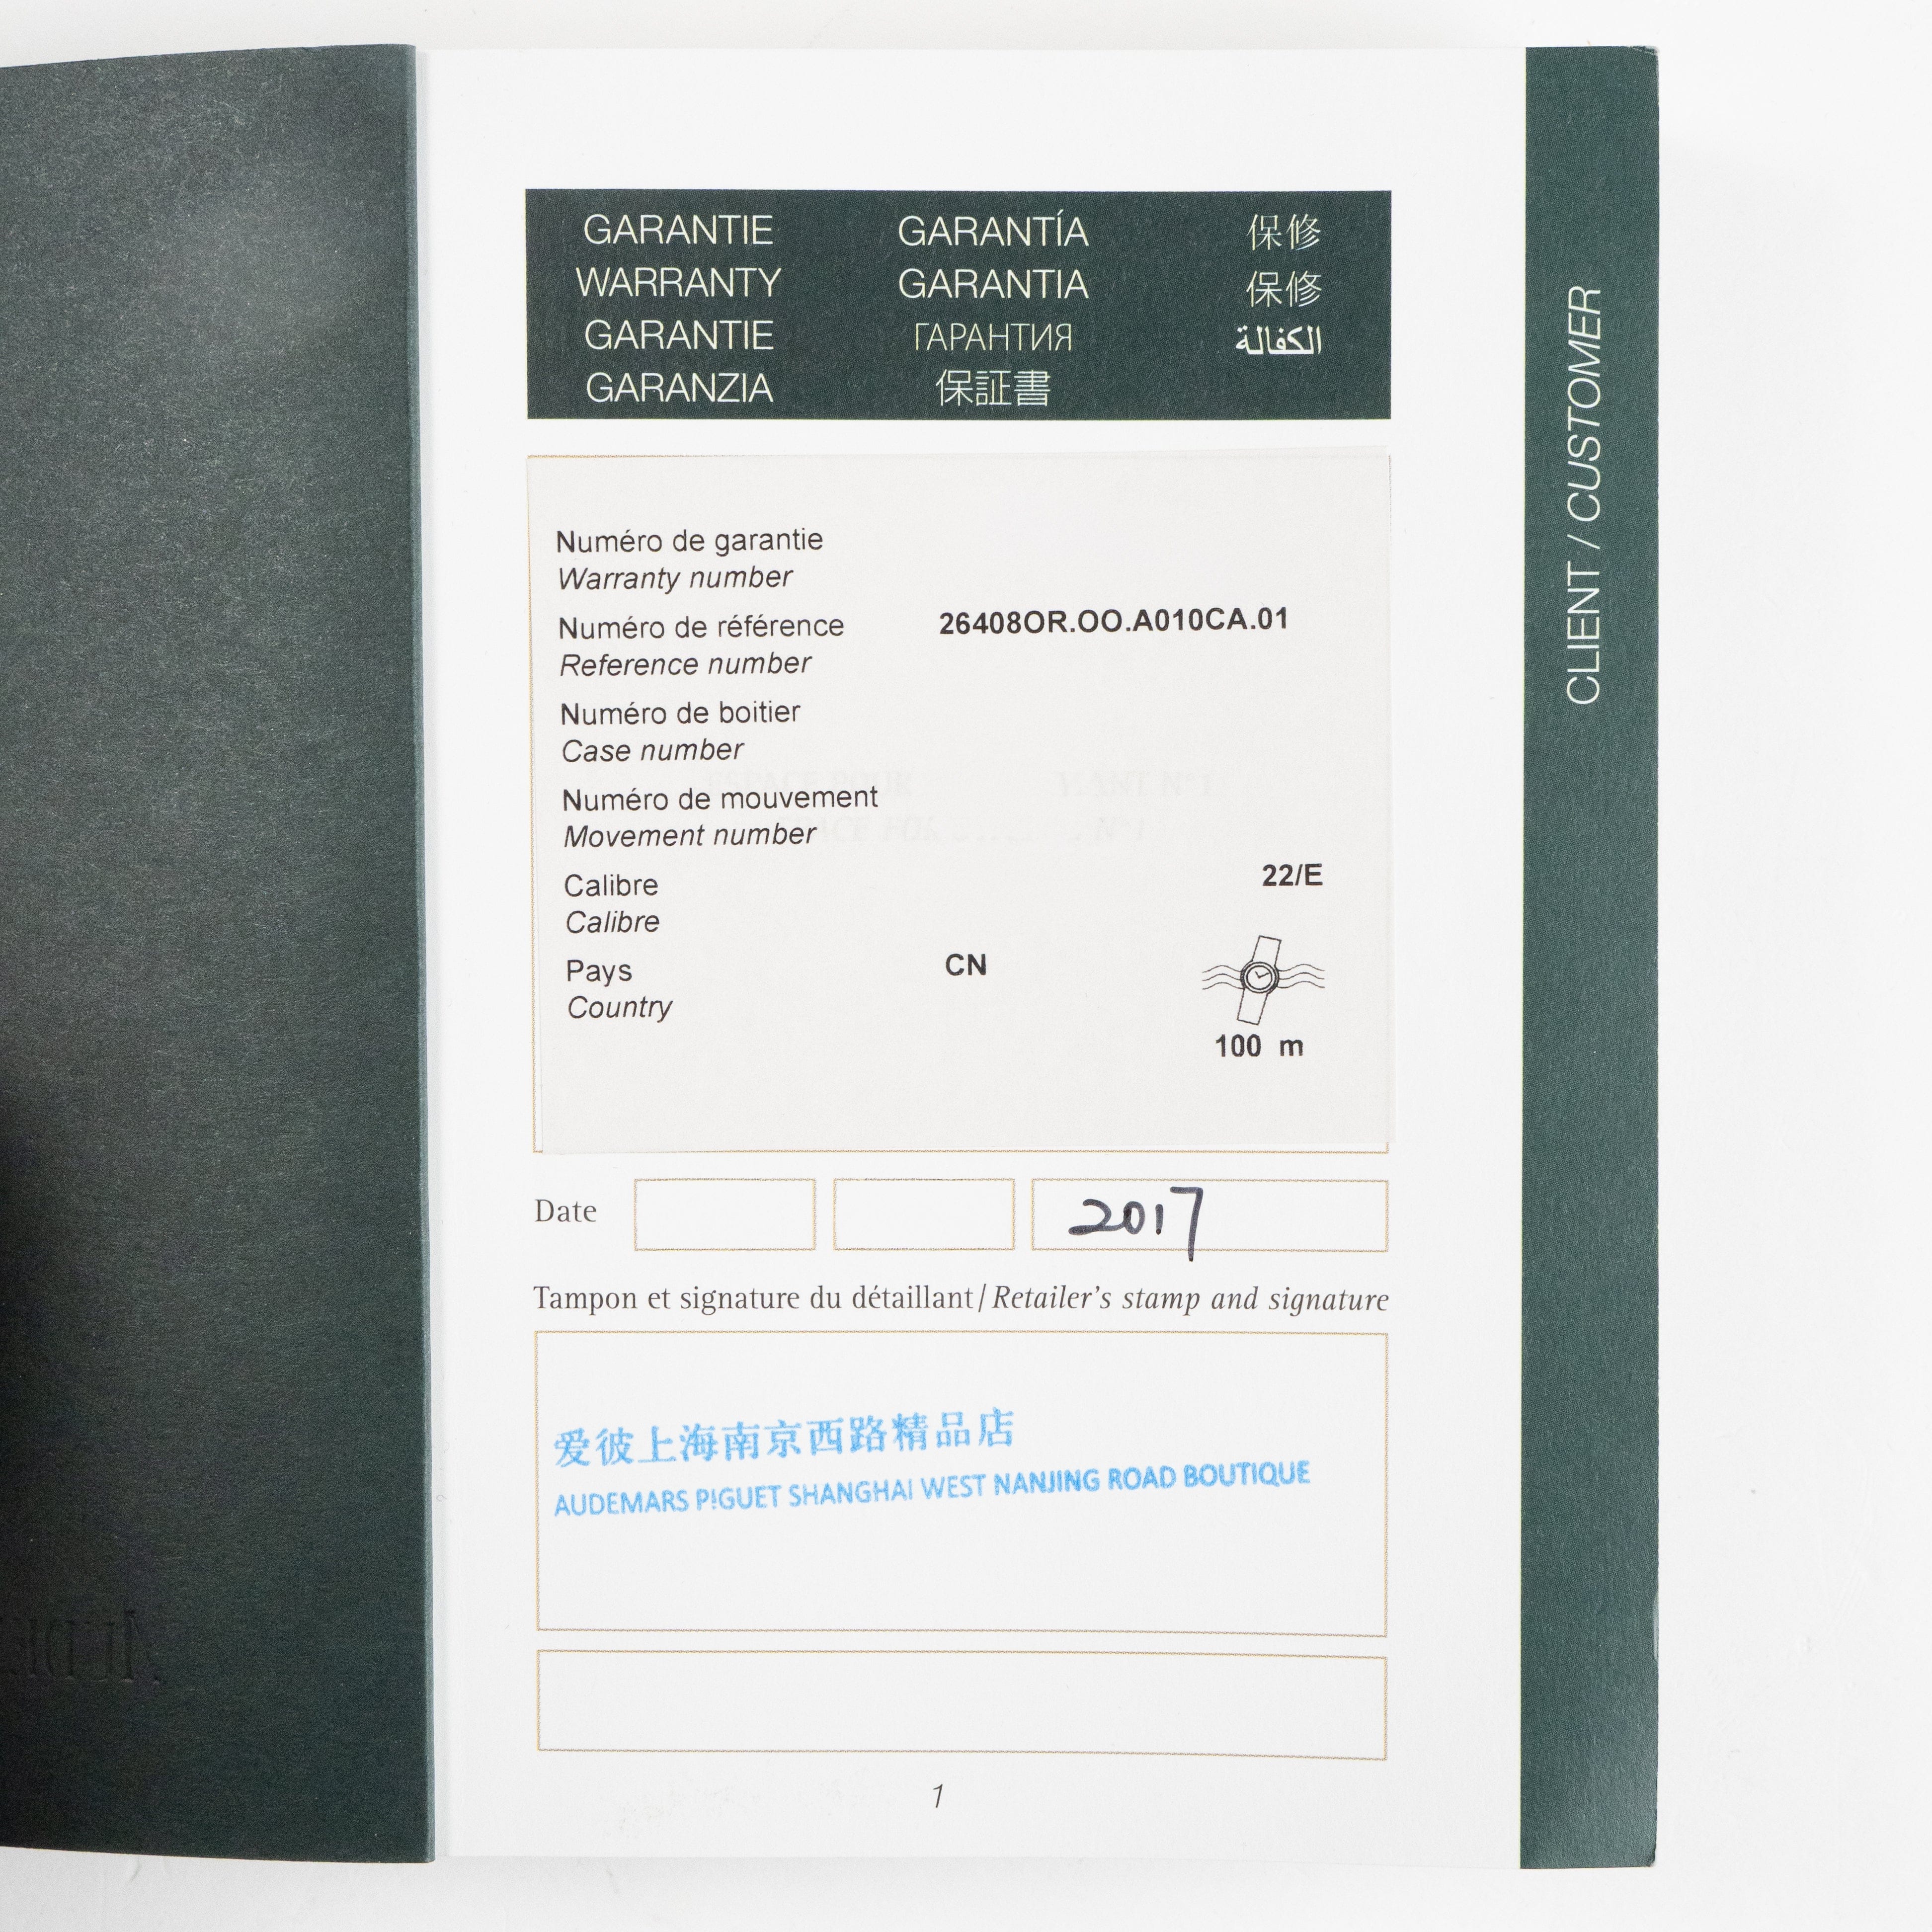 GARANTIE
WARRANTY
GARANTIE
GARANZIA
GARANTÍA
GARANTIA
ГАРАНТИЯ
保証書
保修
保修
الكفالة
CLIENT / CUSTOMER
Numéro de garantie
Warranty number
Numéro de référence 26408OR.OO.A010CA.01
Reference number
Numéro de boitier
Case number
Numéro de mouvement
Movement number
Calibre 22/E
Calibre
Pays CN
Country
100 m
Date 2017
Tampon et signature du détaillant / Retailer's stamp and signature
爱彼上海南京西路精品店
AUDEMARS PIGUET SHANGHAI WEST NANJING ROAD BOUTIQUE
1